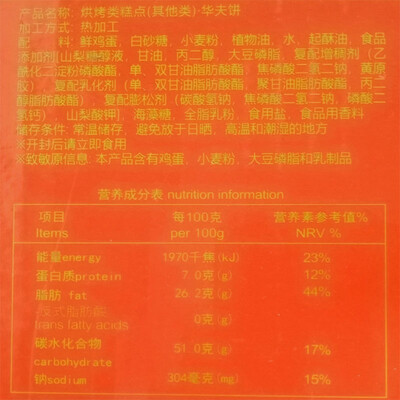 产品名称：烘烤类糕点(其他类)·华夫饼
加工方式：热加工
配 料：鲜鸡蛋，白砂糖，小麦粉，植物油，水，起酥油，食品
添加剂(山梨糖醇液，甘油，丙二醇，大豆磷脂，复配增稠剂（乙
酰化二淀粉磷酸酯，单、双甘油脂肪酸酯，焦磷酸二氢二钠，黄原
胶），复配乳化剂（单、双甘油脂肪酸酯，聚甘油脂肪酸酯，丙二
醇脂肪酸酯），复配膨松剂（碳酸氢钠，焦磷酸二氢二钠，磷酸二
氢钙），山梨酸钾)，海藻糖，全脂乳粉，食用盐，食品用香料
储存条件：常温储存，避免放于日晒，高温和潮湿的地方
※开封后请立即食用
※致敏原信息：本产品含有鸡蛋，小麦粉，大豆磷脂和乳制品
营养成分表 nutrition information
项目 每100克 营养素参考值%
Items per 100g NRV %
能量energy 1970千焦(kJ) 23%
蛋白质protein 7.0克(g) 12%
脂肪 fat 26.2克(g) 44%
反式脂肪酸 0克(g)
trans fatty acids
碳水化合物 51.0克(g) 17%
carbohydrate
钠sodium 304毫克(mg) 15%